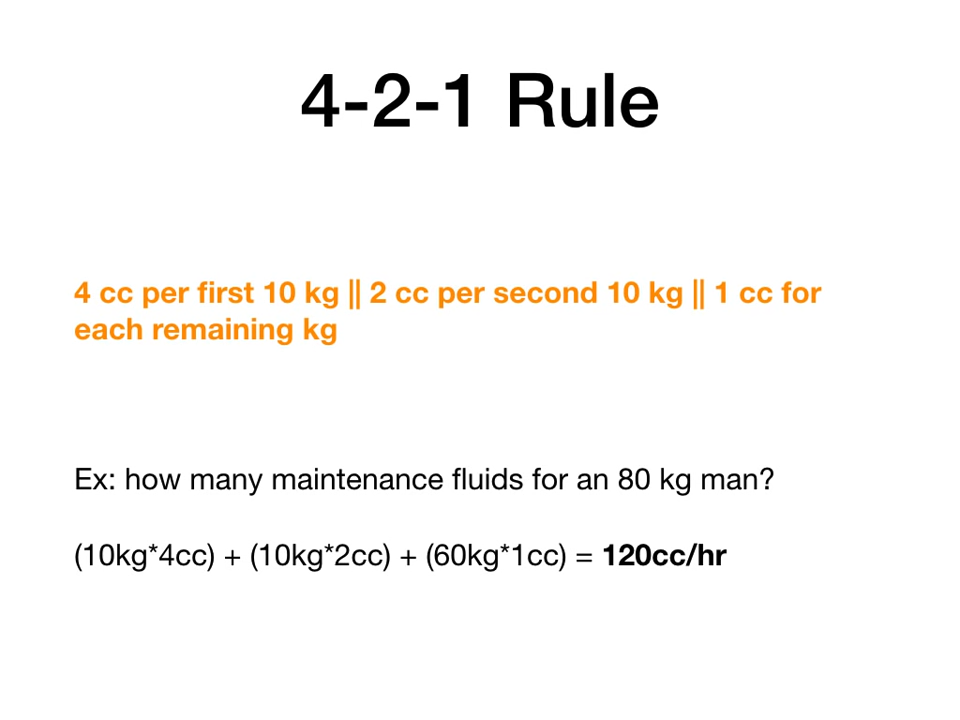 4-2-1 Rule
4 cc per first 10 kg || 2 cc per second 10 kg || 1 cc for
each remaining kg
Ex: how many maintenance fluids for an 80 kg man?
(10kg*4cc) + (10kg*2cc) + (60kg*1cc) = 120cc/hr